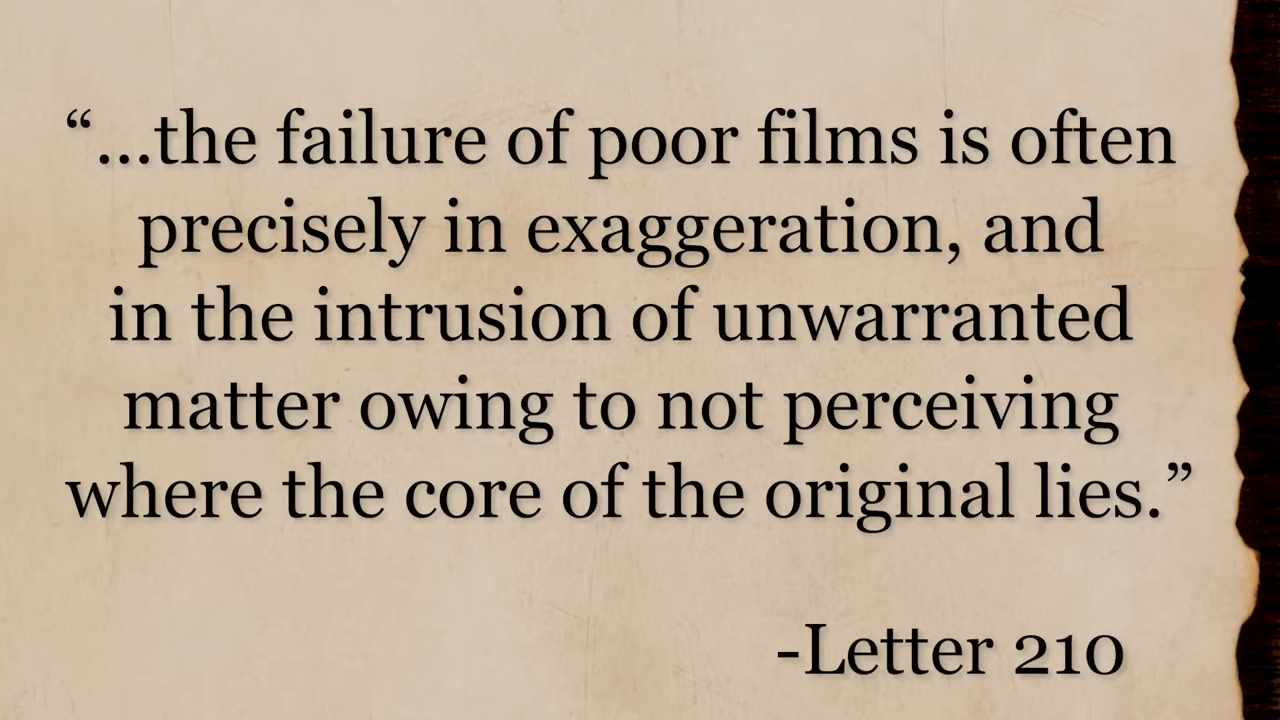 “...the failure of poor films is often
precisely in exaggeration, and
in the intrusion of unwarranted
matter owing to not perceiving
where the core of the original lies.”
-Letter 210